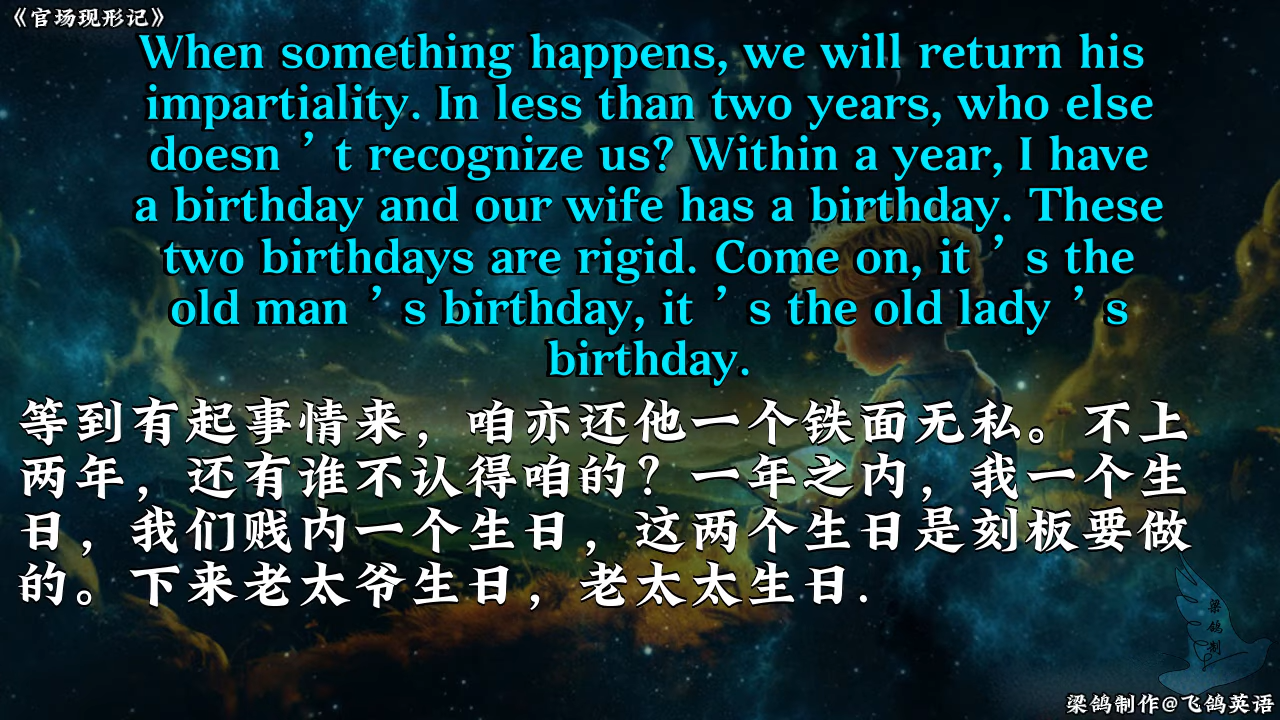 《官场现形记》
When something happens, we will return his
impartiality. In less than two years, who else
doesn ’ t recognize us? Within a year, I have
a birthday and our wife has a birthday. These
two birthdays are rigid. Come on, it ’ s the
old man ’ s birthday, it ’ s the old lady ’ s
birthday.
等到有起事情来，咱亦还他一个铁面无私。不上
两年，还有谁不认得咱的？一年之内，我一个生
日，我们贱内一个生日，这两个生日是刻板要做
的。下来老太爷生日，老太太生日.
梁
鸽
制
梁鸽制作@飞鸽英语